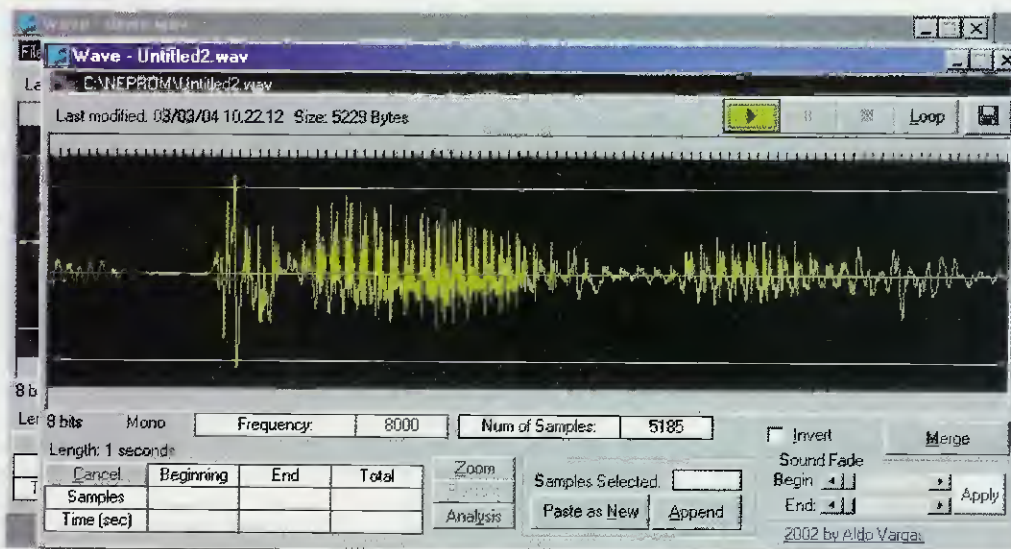 Wave - Untitled2.wav
C:\NEPROM\Untitled2.wav
Last modified. 03/03/04 10.22.12 Size: 5229 Bytes
Loop
8 bits Mono Frequency: 8000 Num of Samples: 5185
Length: 1 seconds
Invert
Merge
Cancel Beginning End Total
Samples
Time (sec)
Zoom
Analysis
Samples Selected:
Paste as New Append
Sound Fade
Begin
End:
Apply
2002 by Aldo Vargas